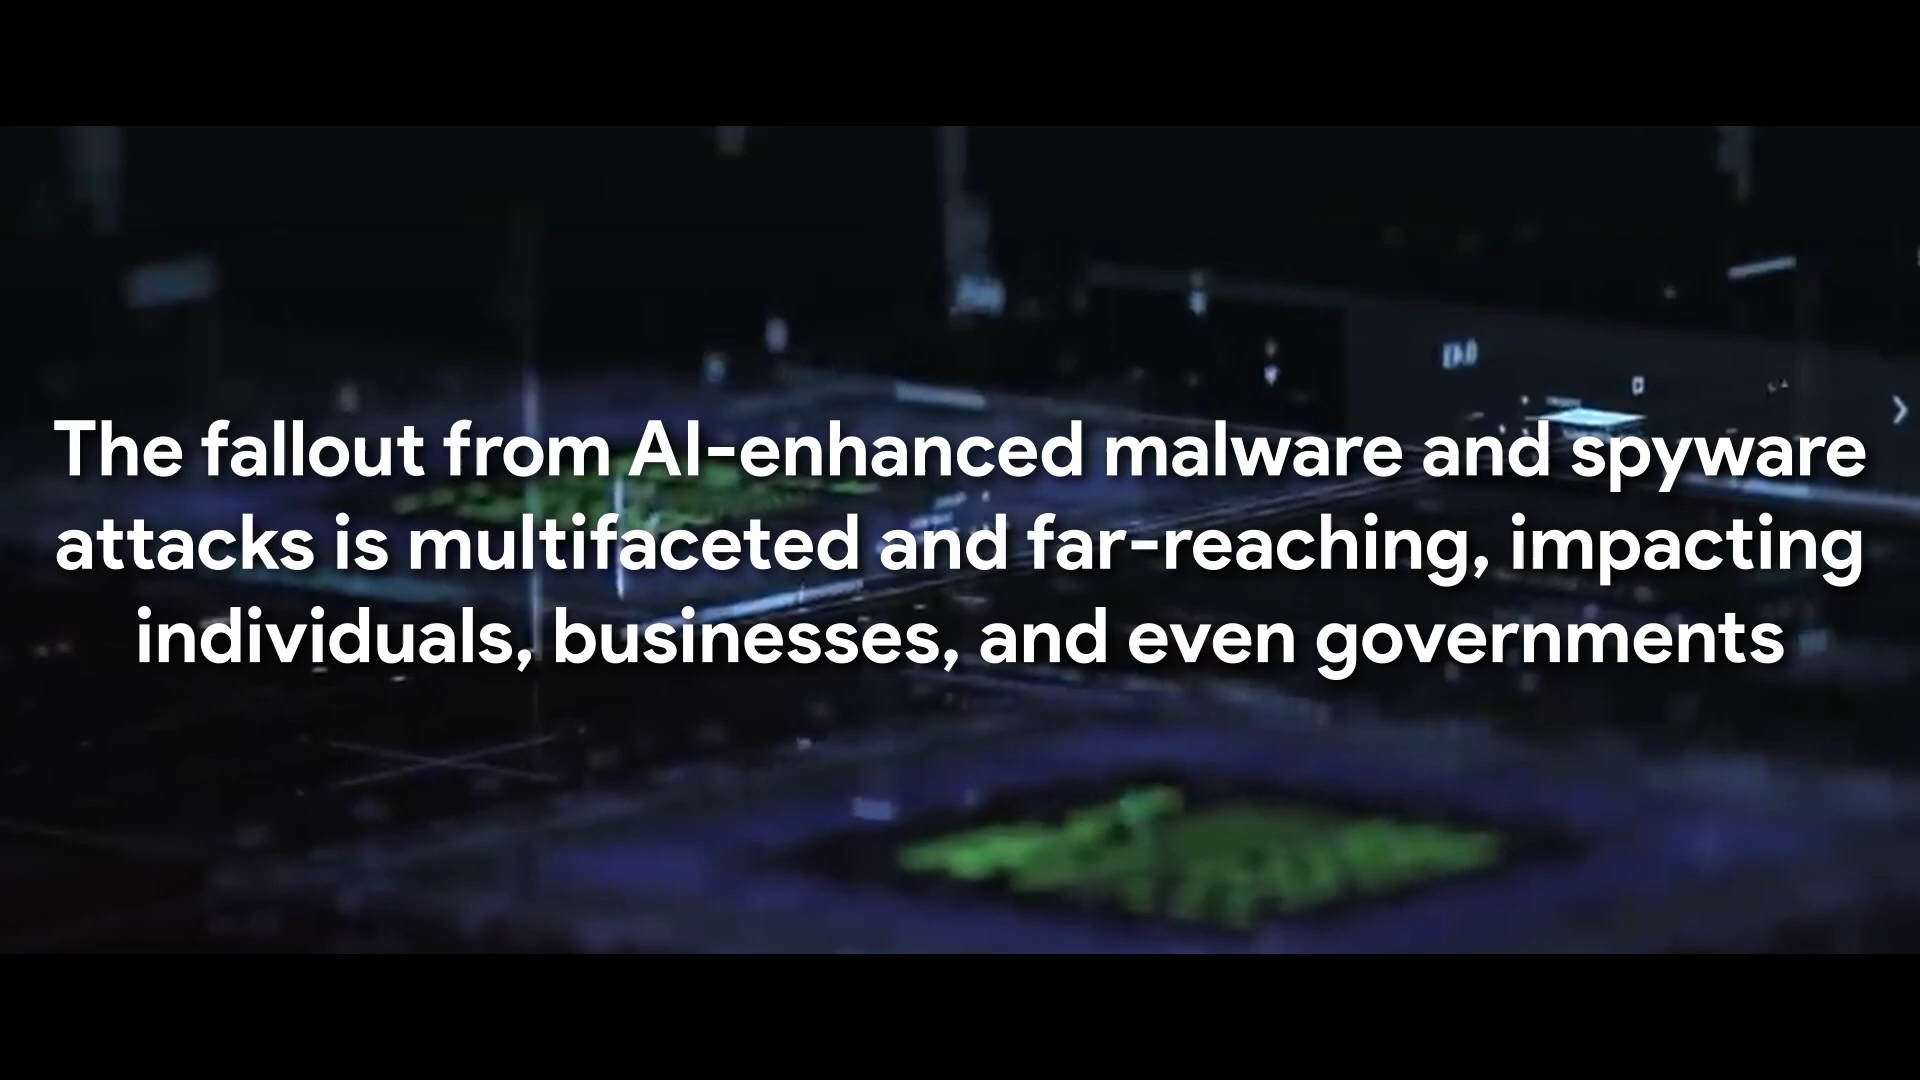 The fallout from AI-enhanced malware and spyware
attacks is multifaceted and far-reaching, impacting
individuals, businesses, and even governments